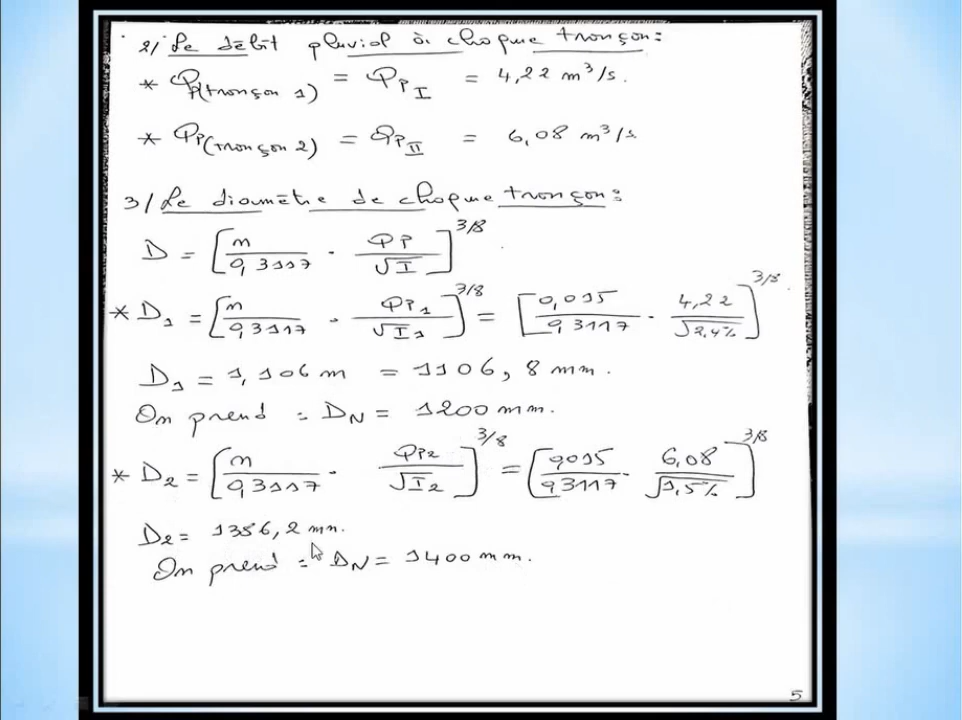 2/ Le débit pluvial à chaque tronçon :
* Qp(tronçon 1) = QpI = 4,22 m³/s.
* Qp(tronçon 2) = QpII = 6,08 m³/s
3/ Le diamètre de chaque tronçon :
D = [n/0,3117 · Qp/√I]^3/8
* D1 = [n/0,3117 · Qp1/√I1]^3/8 = [0,015/0,3117 · 4,22/√2,4%]^3/8
D1 = 1,106 m = 1106,8 mm.
On prend : DN = 1200 mm.
* D2 = [n/0,3117 · Qp2/√I2]^3/8 = [0,015/0,3117 · 6,08/√1,5%]^3/8
D2 = 1356,2 mm.
On prend : DN = 1400 mm.
5